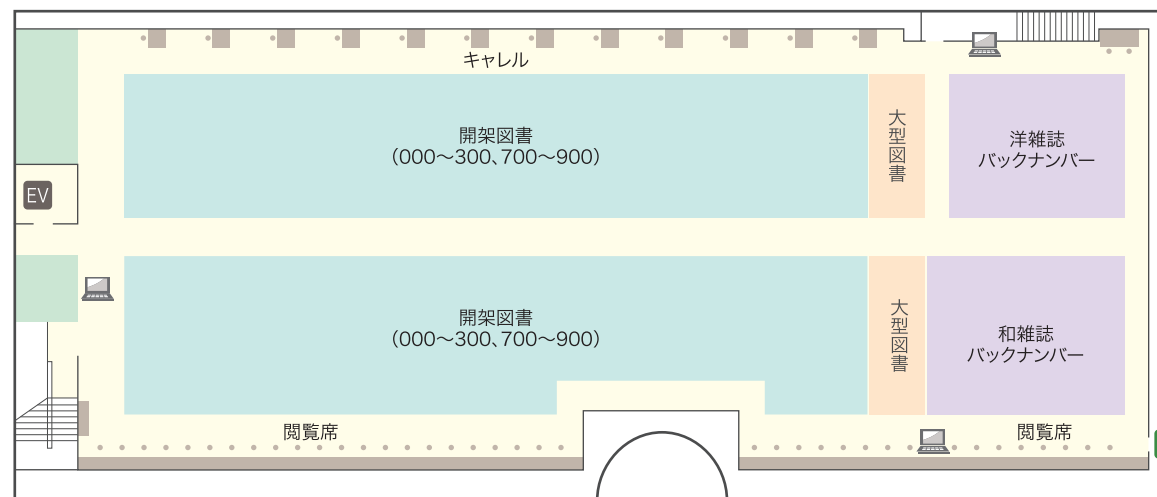 キャレル
開架図書
(000〜300、700〜900)
大型図書
洋雑誌
バックナンバー
EV
開架図書
(000〜300、700〜900)
大型図書
和雑誌
バックナンバー
閲覧席
閲覧席